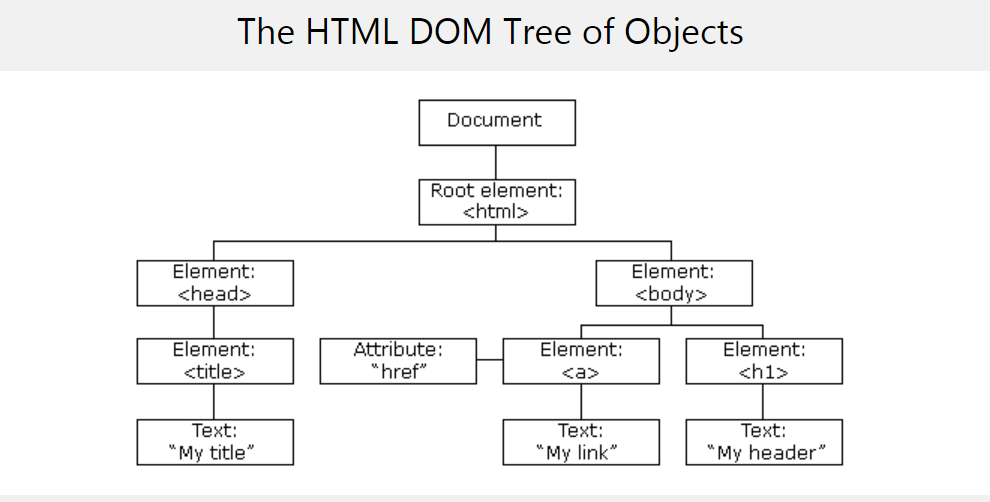 The HTML DOM Tree of Objects
Document
Root element:
<html>
Element:
<head>
Element:
<body>
Element:
<title>
Attribute:
"href"
Element:
<a>
Element:
<h1>
Text:
"My title"
Text:
"My link"
Text:
"My header"